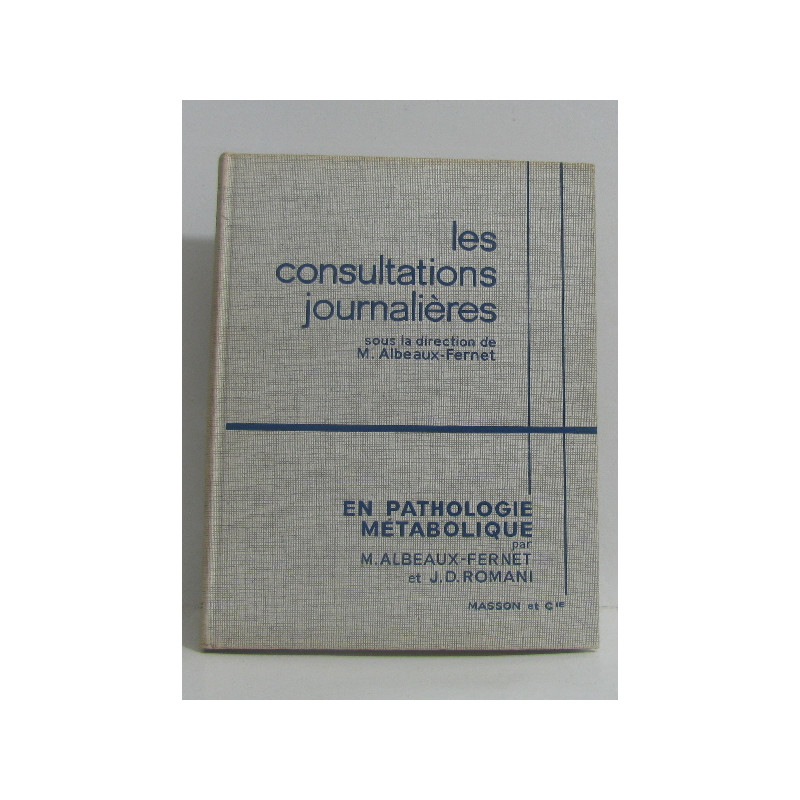 les
consultations
journalières
sous la direction de
M. Albeaux-Fernet
EN PATHOLOGIE
MÉTABOLIQUE
par
M. ALBEAUX-FERNET
et J.D. ROMANI
MASSON et Cie